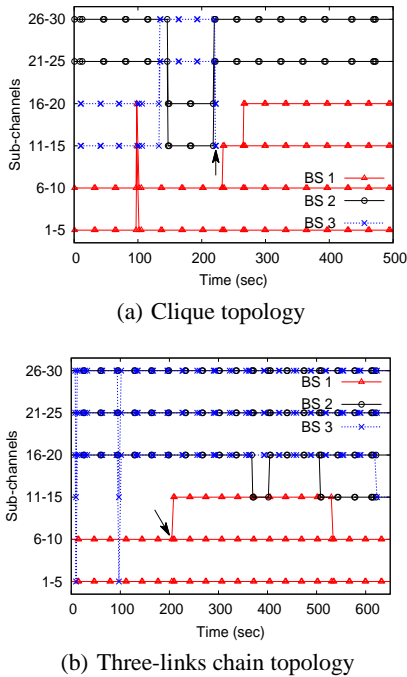 26-30
21-25
16-20
11-15
6-10
1-5
Sub-channels
BS 1
BS 2
BS 3
0 100 200 300 400 500
Time (sec)
(a) Clique topology
26-30
21-25
16-20
11-15
6-10
1-5
Sub-channels
BS 1
BS 2
BS 3
0 100 200 300 400 500 600
Time (sec)
(b) Three-links chain topology